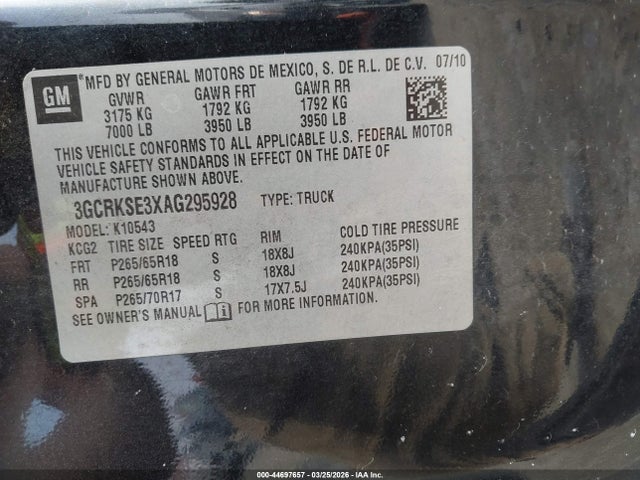 GM
MFD BY GENERAL MOTORS DE MEXICO, S. DE R.L. DE C.V. 07/10
GVWR GAWR FRT GAWR RR
3175 KG 1792 KG 1792 KG
7000 LB 3950 LB 3950 LB
THIS VEHICLE CONFORMS TO ALL APPLICABLE U.S. FEDERAL MOTOR
VEHICLE SAFETY STANDARDS IN EFFECT ON THE DATE OF
MANUFACTURE SHOWN ABOVE.
3GCRKSE3XAG295928 TYPE: TRUCK
MODEL: K10543
KCG2 TIRE SIZE SPEED RTG RIM COLD TIRE PRESSURE
FRT P265/65R18 S 18X8J 240KPA(35PSI)
RR P265/65R18 S 18X8J 240KPA(35PSI)
SPA P265/70R17 S 17X7.5J 240KPA(35PSI)
SEE OWNER'S MANUAL FOR MORE INFORMATION.
000-44697657 | 03/25/2026 | IAA Inc.